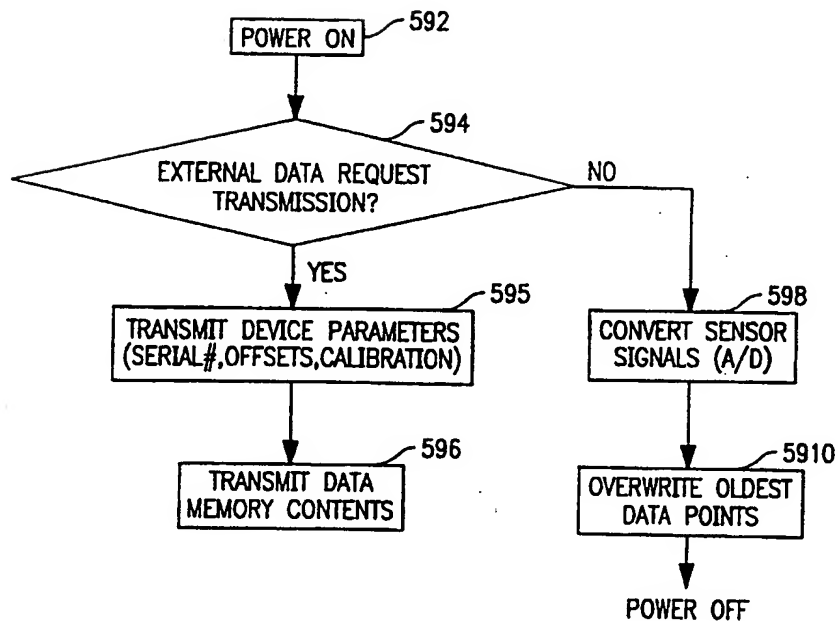 POWER ON
592
594
EXTERNAL DATA REQUEST
TRANSMISSION?
NO
YES
595
TRANSMIT DEVICE PARAMETERS
(SERIAL#,OFFSETS,CALIBRATION)
598
CONVERT SENSOR
SIGNALS (A/D)
596
TRANSMIT DATA
MEMORY CONTENTS
5910
OVERWRITE OLDEST
DATA POINTS
POWER OFF